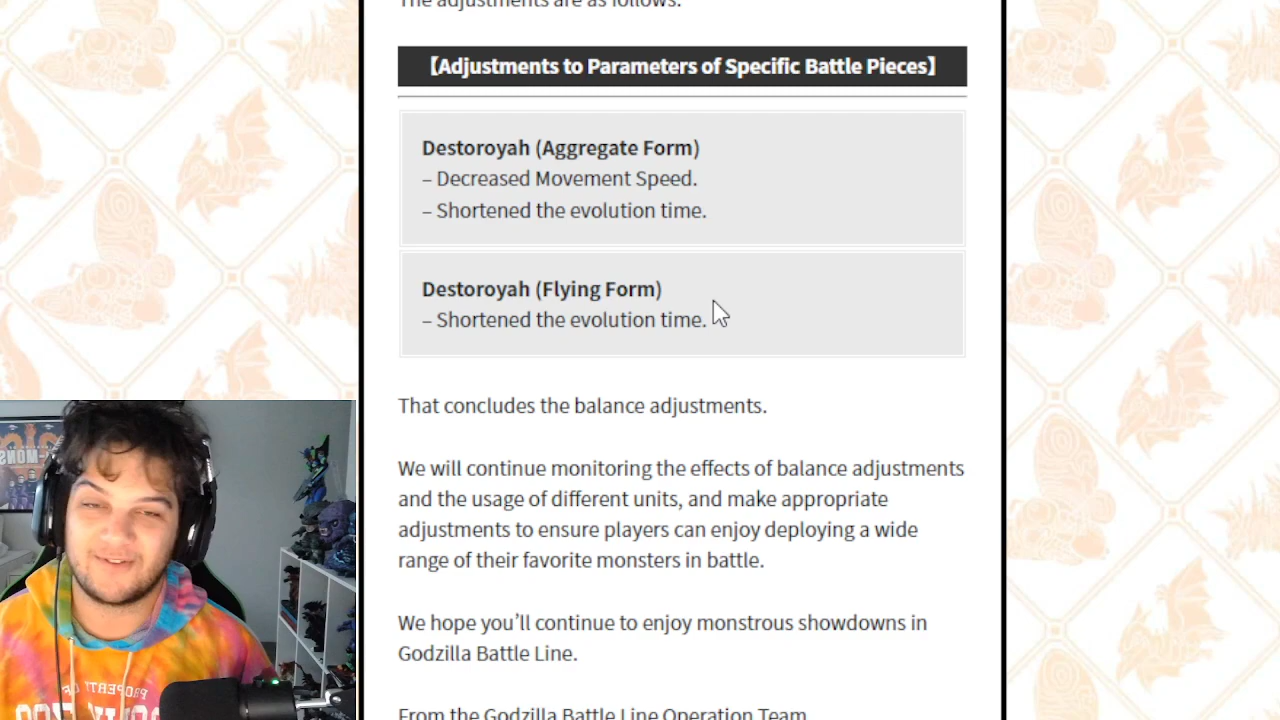 The adjustments are as follows:
【Adjustments to Parameters of Specific Battle Pieces】
Destoroyah (Aggregate Form)
– Decreased Movement Speed.
– Shortened the evolution time.
Destoroyah (Flying Form)
– Shortened the evolution time.
That concludes the balance adjustments.
We will continue monitoring the effects of balance adjustments
and the usage of different units, and make appropriate
adjustments to ensure players can enjoy deploying a wide
range of their favorite monsters in battle.
We hope you’ll continue to enjoy monstrous showdowns in
Godzilla Battle Line.
From the Godzilla Battle Line Operation Team
PROPERTY OF